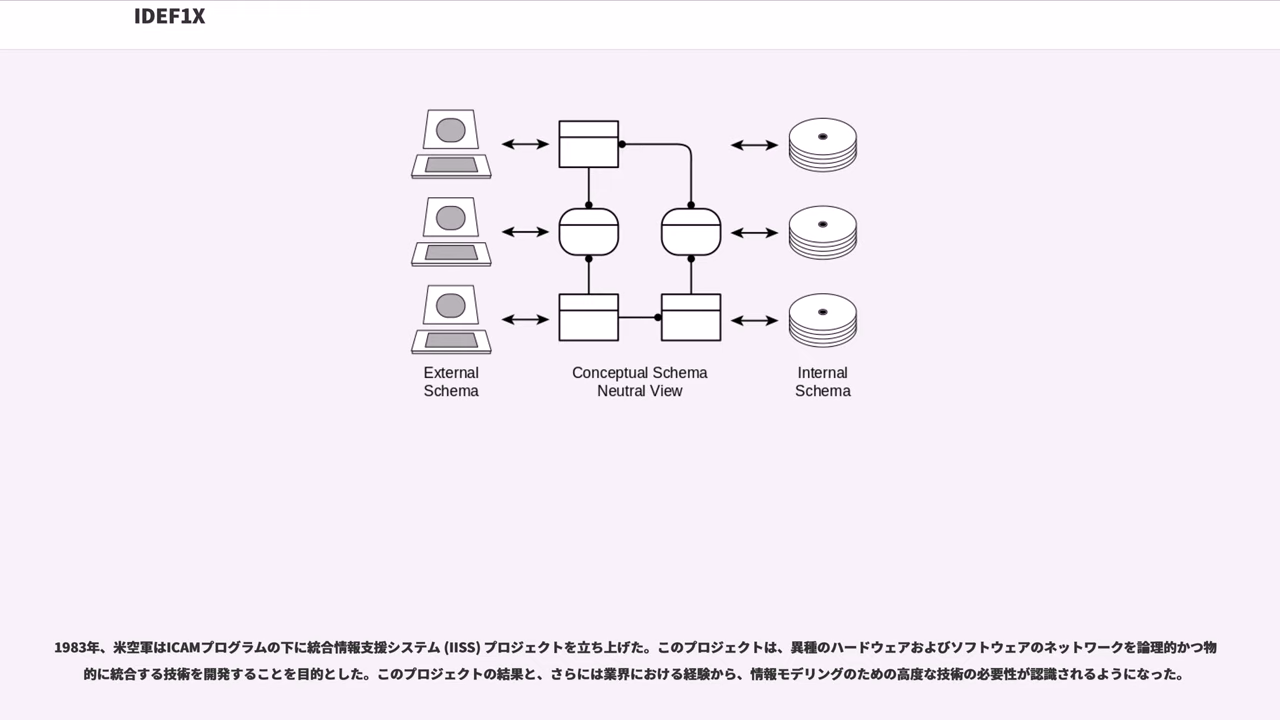 IDEF1X
External
Schema
Conceptual Schema
Neutral View
Internal
Schema
1983年、米空軍はICAMプログラムの下に統合情報支援システム (IISS) プロジェクトを立ち上げた。このプロジェクトは、異種のハードウェアおよびソフトウェアのネットワークを論理的かつ物
的に統合する技術を開発することを目的とした。このプロジェクトの結果と、さらには業界における経験から、情報モデリングのための高度な技術の必要性が認識されるようになった。